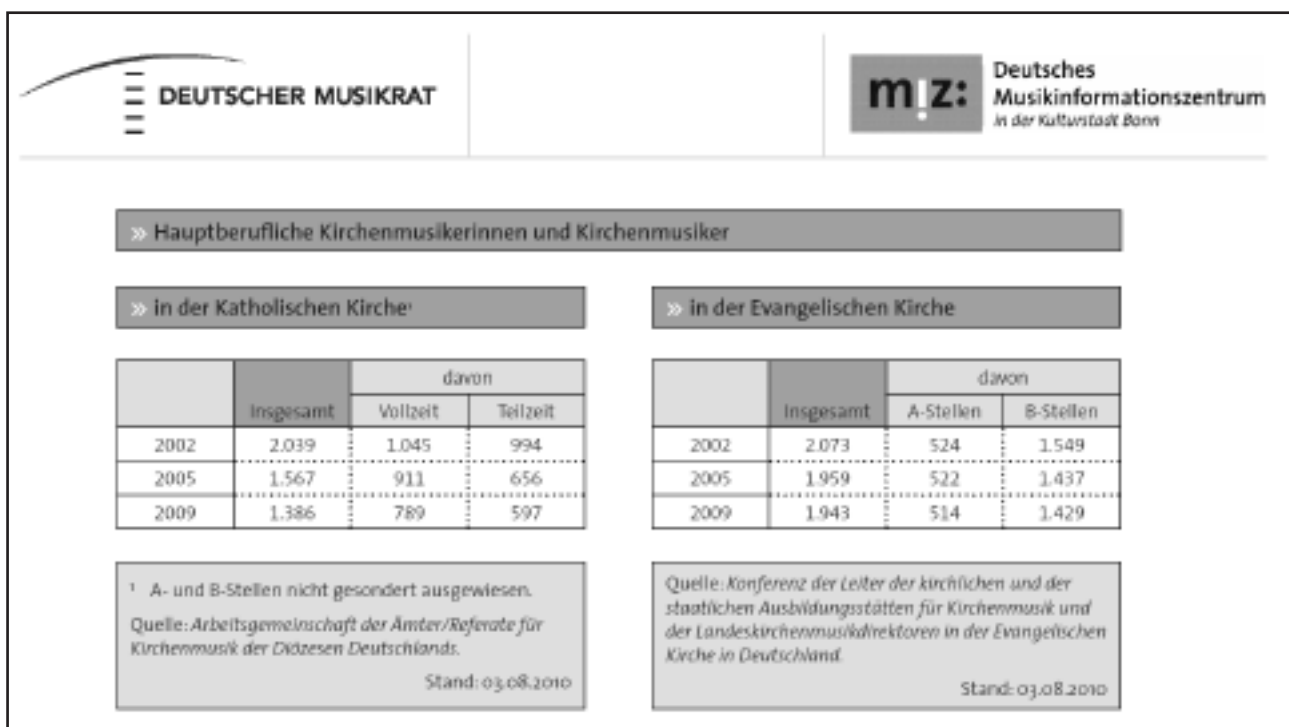 DEUTSCHER MUSIKRAT
m!z:
Deutsches
Musikinformationszentrum
in der Kulturstadt Bonn
» Hauptberufliche Kirchenmusikerinnen und Kirchenmusiker
» in der Katholischen Kirche¹
davon
Insgesamt Vollzeit Teilzeit
2002 2.039 1.045 994
2005 1.567 911 656
2009 1.386 789 597
¹ A- und B-Stellen nicht gesondert ausgewiesen.
Quelle: Arbeitsgemeinschaft der Ämter/Referate für
Kirchenmusik der Diözesen Deutschlands.
Stand: 03.08.2010
» in der Evangelischen Kirche
davon
Insgesamt A-Stellen B-Stellen
2002 2.073 524 1.549
2005 1.959 522 1.437
2009 1.943 514 1.429
Quelle: Konferenz der Leiter der kirchlichen und der
staatlichen Ausbildungsstätten für Kirchenmusik und
der Landeskirchenmusikdirektoren in der Evangelischen
Kirche in Deutschland.
Stand: 03.08.2010